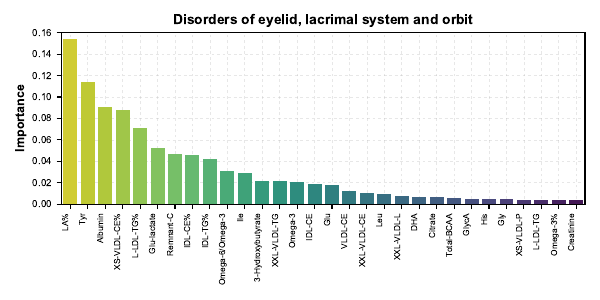 Disorders of eyelid, lacrimal system and orbit
Importance
0.16
0.14
0.12
0.10
0.08
0.06
0.04
0.02
0.00
LA%
Tyr
Albumin
XS-VLDL-CE%
L-LDL-TG%
Glu-lactate
Remnant-C
IDL-CE%
IDL-TG%
Omega-6/Omega-3
Ile
3-Hydroxybutyrate
XXL-VLDL-TG
Omega-3
IDL-CE
Glu
VLDL-CE
XXL-VLDL-CE
Leu
XXL-VLDL-L
DHA
Citrate
Total-BCAA
GlycA
His
Gly
XS-VLDL-P
L-LDL-TG
Omega-3%
Creatinine